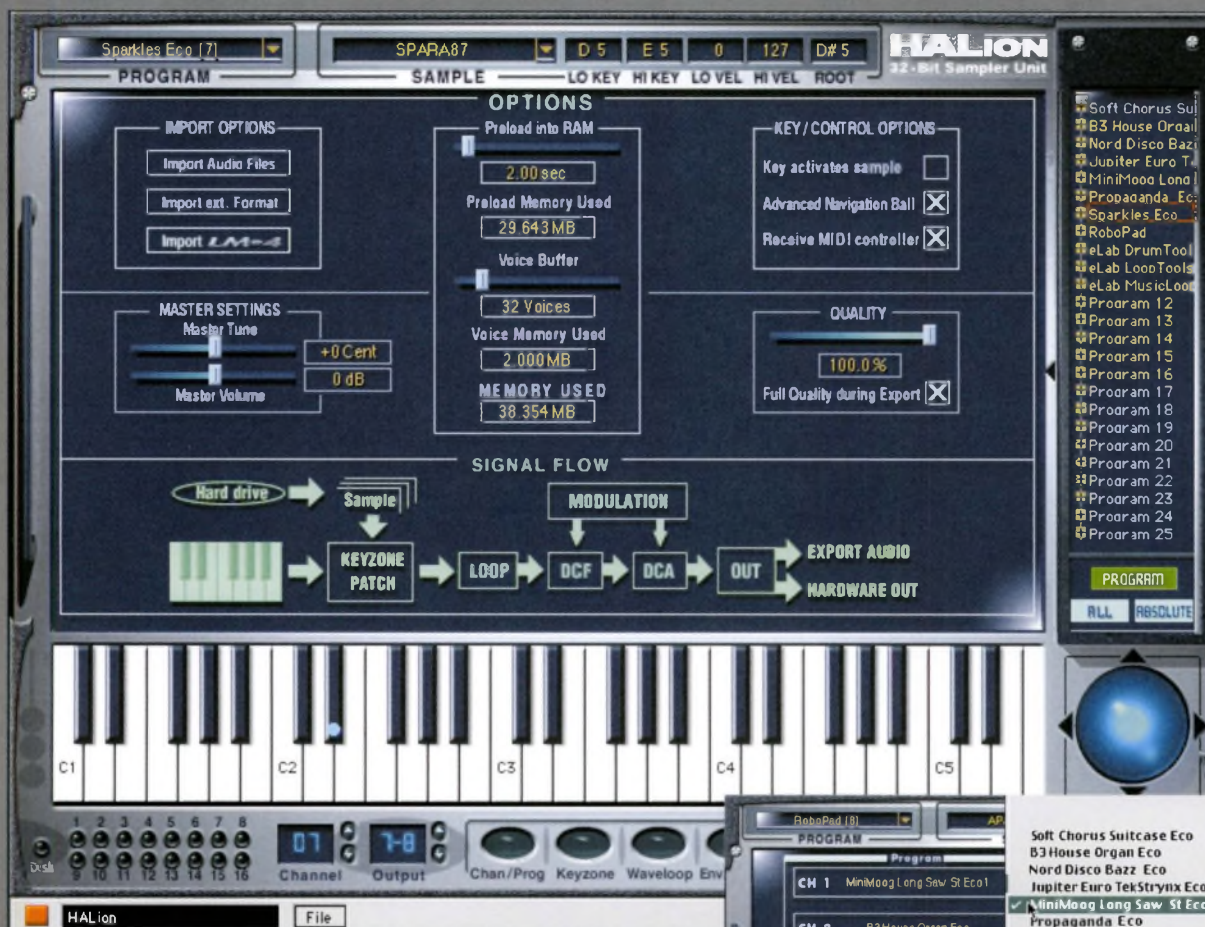 Sparkles Eco [7]
PROGRAM
SPARA87
SAMPLE
D 5
E 5
0
127
D# 5
LO KEY HI KEY LO VEL HI VEL ROOT
HALION
32-Bit Sampler Unit
OPTIONS
IMPORT OPTIONS
Import Audio Files
Import ext. Format
Import LM-4
Preload into RAM
2.00 sec
Preload Memory Used
29.643 MB
Voice Buffer
32 Voices
Voice Memory Used
2.000 MB
MEMORY USED
38.354 MB
KEY/CONTROL OPTIONS
Key activates sample
Advanced Navigation Ball
Receive MIDI controller
MASTER SETTINGS
Master Tune
+0 Cent
0 dB
Master Volume
QUALITY
100.0 %
Full Quality during Export
SIGNAL FLOW
Hard drive
Sample
KEYZONE PATCH
LOOP
MODULATION
DCF
DCA
OUT
EXPORT AUDIO
HARDWARE OUT
Soft Chorus Sui
B3 House Organ
Nord Disco Baz
Jupiter Euro T
MiniMoog Long
Propaganda Ec
Sparkles Eco
RoboPad
eLab DrumTool
eLab LoopTools
eLab MusicLoo
Program 12
Program 13
Program 14
Program 15
Program 16
Program 17
Program 18
Program 19
Program 20
Program 21
Program 22
Program 23
Program 24
Program 25
PROGRAM
ALL
ABSOLUTE
C1
C2
C3
C4
C5
1 2 3 4 5 6 7 8
9 10 11 12 13 14 15 16
01
Channel
7-8
Output
Chan/Prog
Keyzone
Waveloop
Env
HALion
File
RoboPad [8]
PROGRAM
AP
Program
CH 1 MiniMoog Long Saw St Eco1
Soft Chorus Suitcase Eco
B3 House Organ Eco
Nord Disco Bazz Eco
Jupiter Euro TekStrynx Eco
MiniMoog Long Saw St Eco
Propaganda Eco